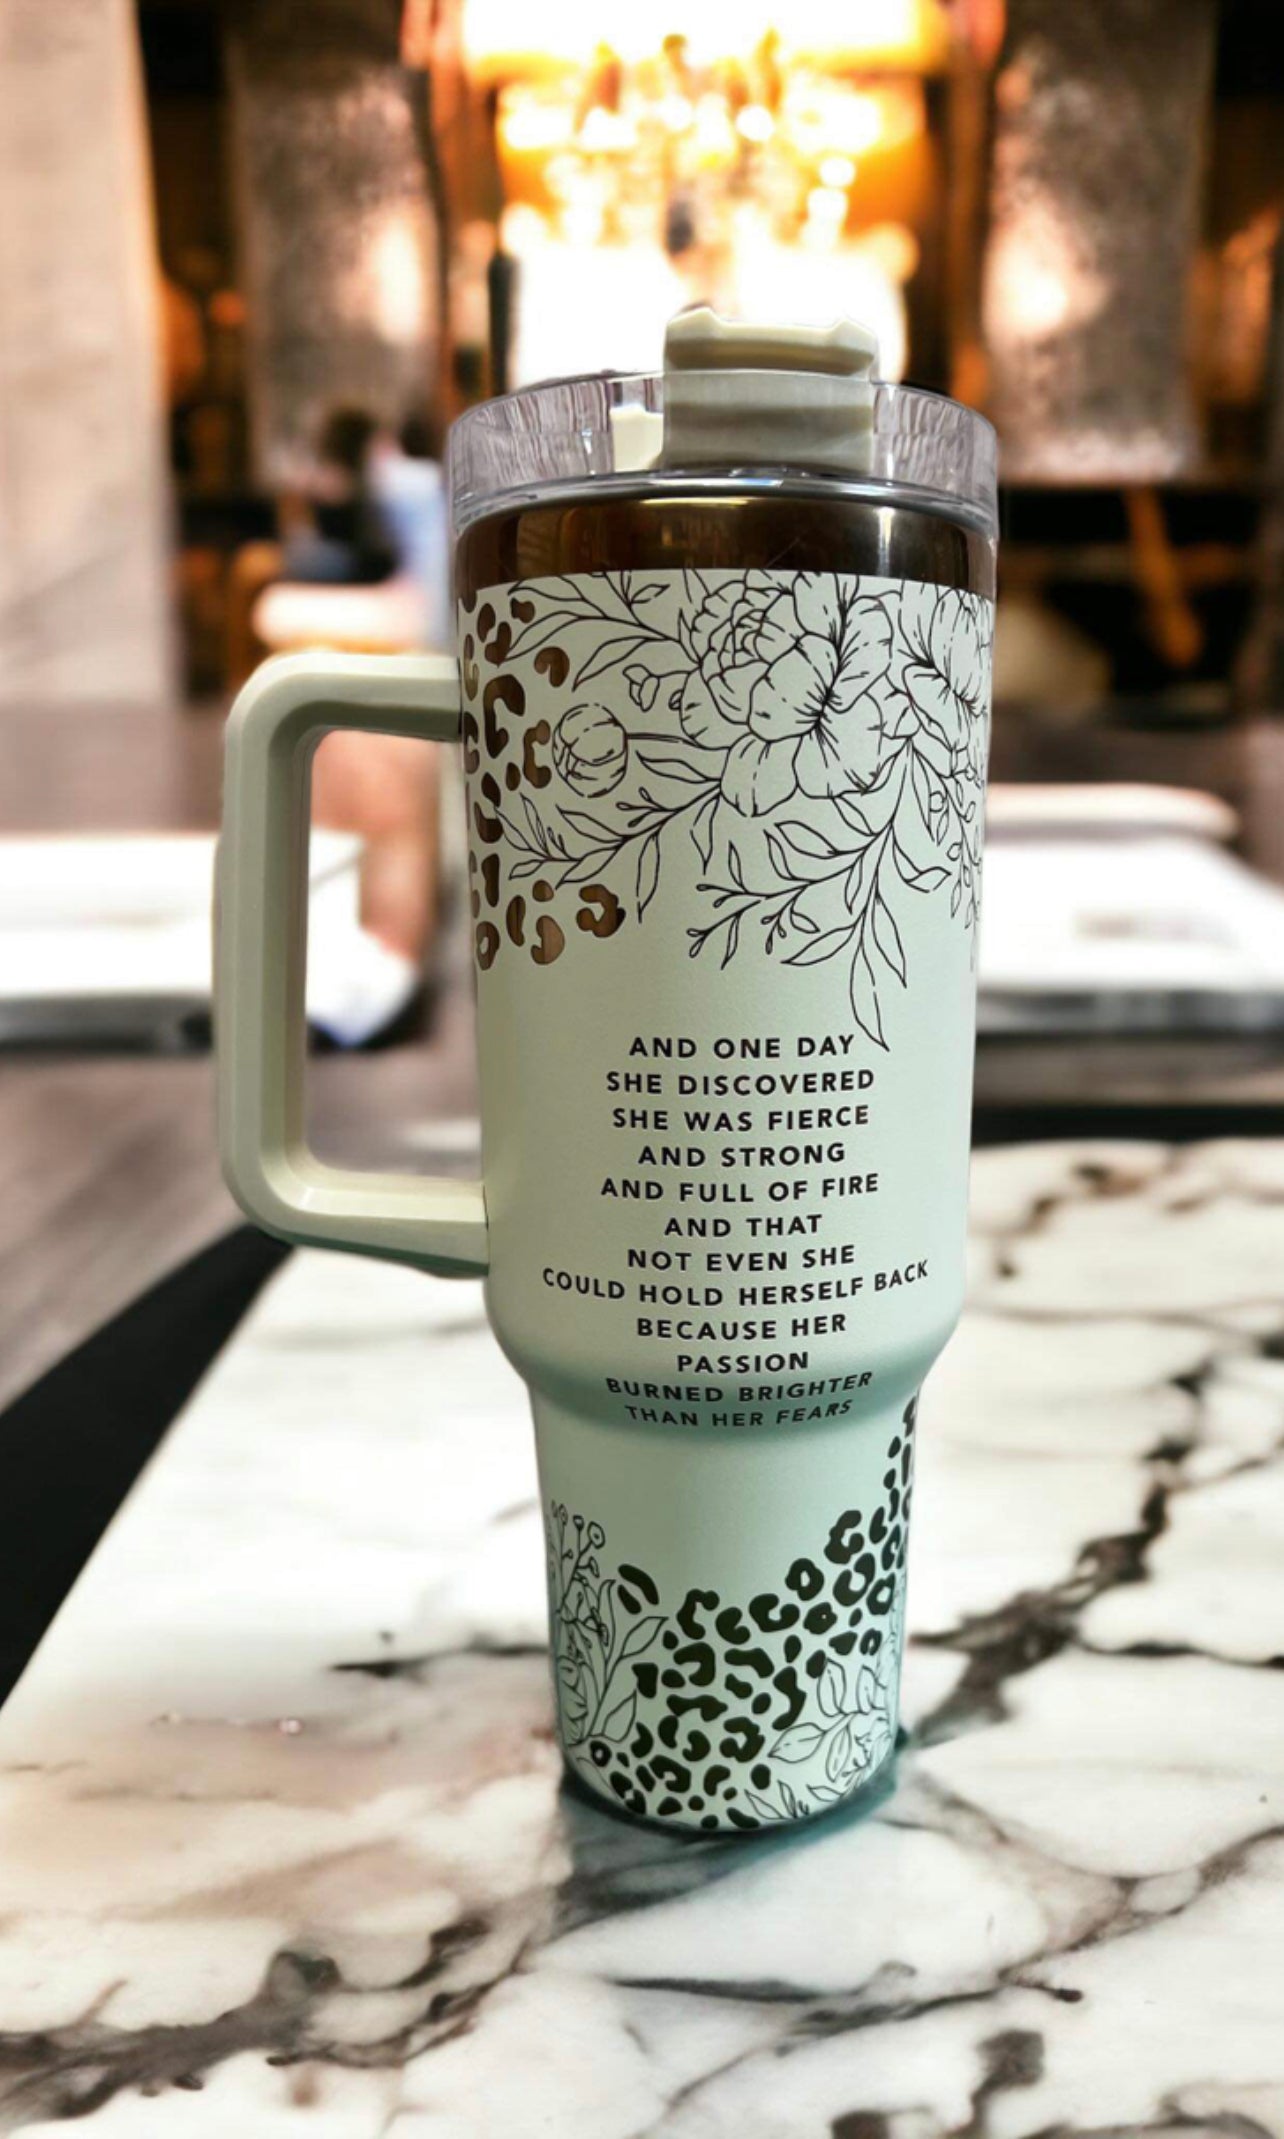 AND ONE DAY
SHE DISCOVERED
SHE WAS FIERCE
AND STRONG
AND FULL OF FIRE
AND THAT
NOT EVEN SHE
COULD HOLD HERSELF BACK
BECAUSE HER
PASSION
BURNED BRIGHTER
THAN HER FEARS